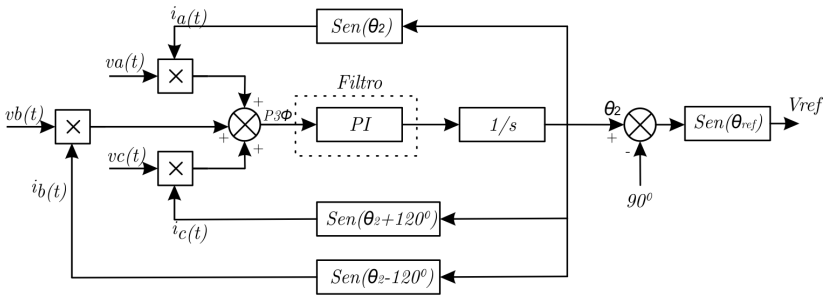 ia(t)
Sen(θ2)
va(t)
×
Filtro
vb(t)
×
+
+
+
P3Φ
PI
1/s
θ2
+
-
90⁰
Sen(θref)
Vref
vc(t)
×
ib(t)
ic(t)
Sen(θ2+120⁰)
Sen(θ2-120⁰)